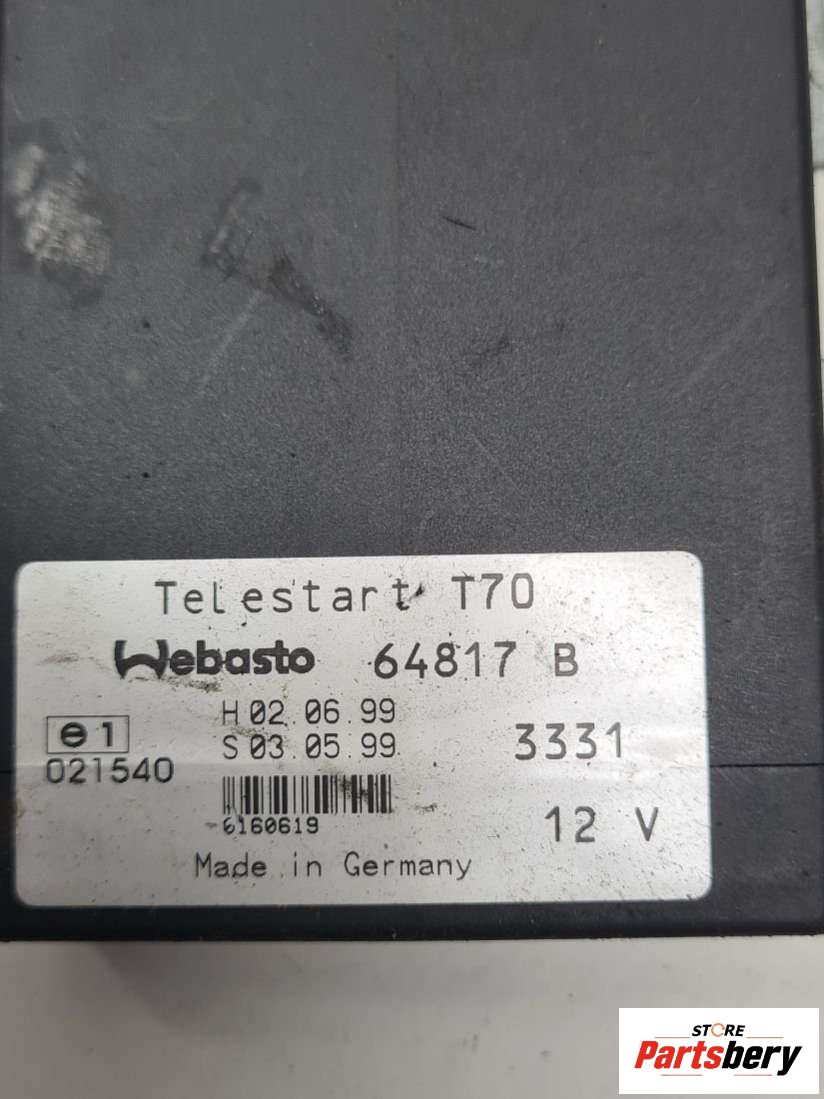 Telestart T70
Webasto 64817 B
H 02 06 99
S 03 05 99
e1
021540
3331
6160619
12 V
Made in Germany
STORE
Partsbery